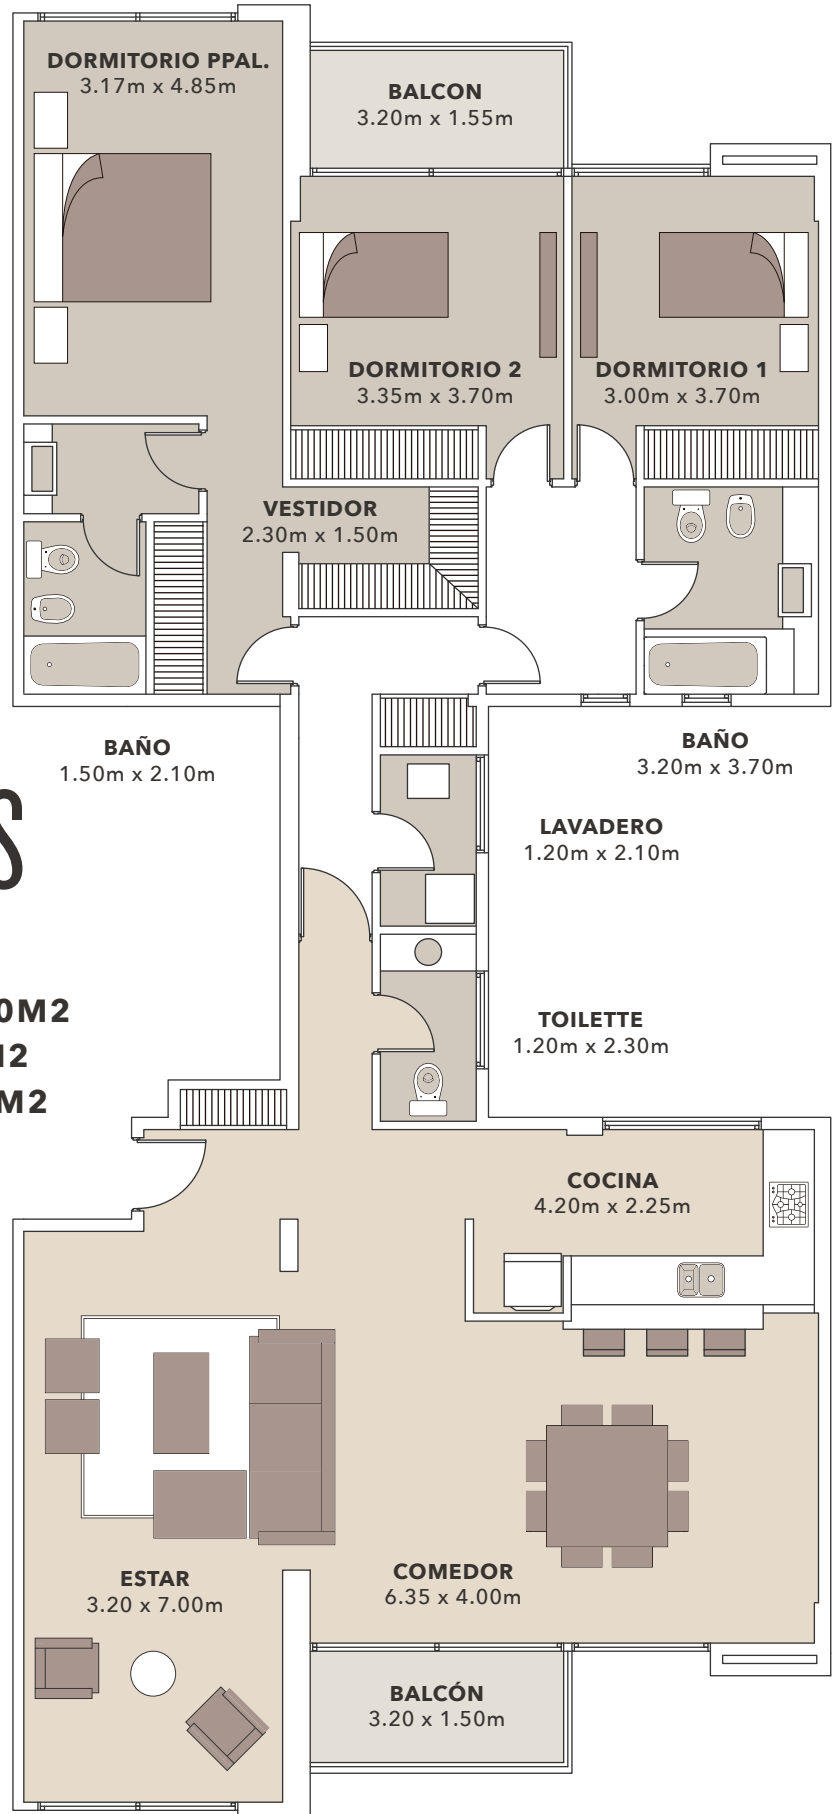 DORMITORIO PPAL.
3.17m x 4.85m
BALCON
3.20m x 1.55m
DORMITORIO 2
3.35m x 3.70m
DORMITORIO 1
3.00m x 3.70m
VESTIDOR
2.30m x 1.50m
BAÑO
1.50m x 2.10m
BAÑO
3.20m x 3.70m
LAVADERO
1.20m x 2.10m
TOILETTE
1.20m x 2.30m
COCINA
4.20m x 2.25m
ESTAR
3.20 x 7.00m
COMEDOR
6.35 x 4.00m
BALCÓN
3.20 x 1.50m